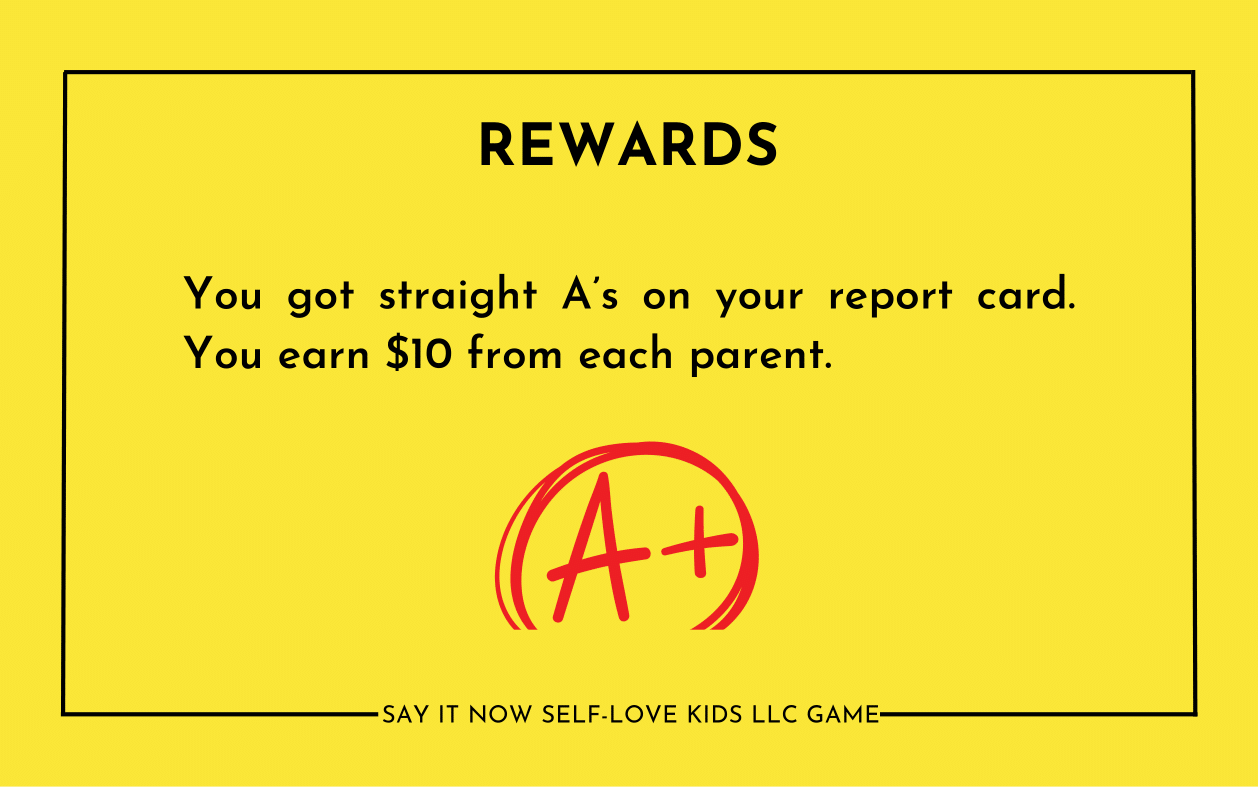 REWARDS
You got straight A's on your report card.
You earn $10 from each parent.
A+
SAY IT NOW SELF-LOVE KIDS LLC GAME